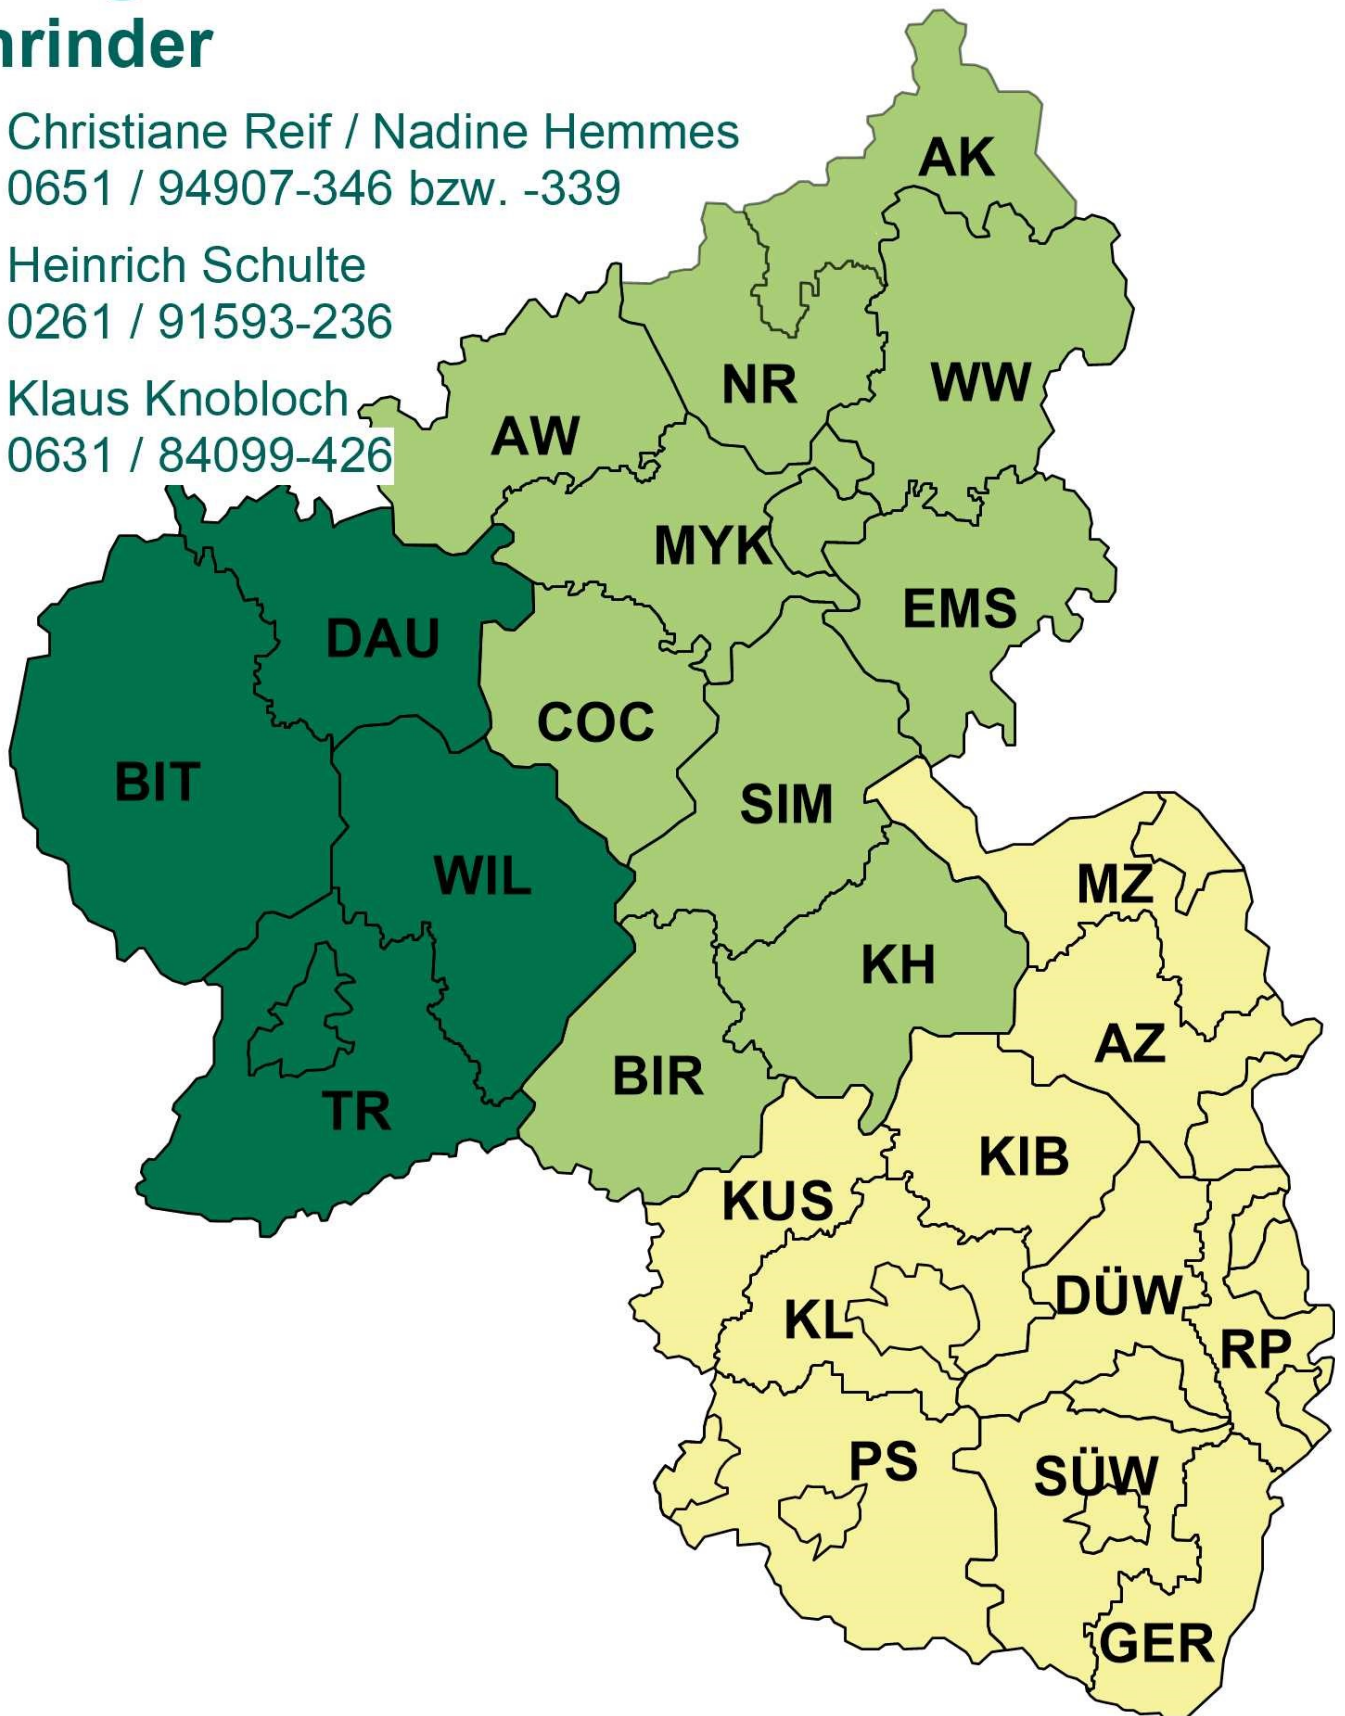 nrinder
Christiane Reif / Nadine Hemmes
0651 / 94907-346 bzw. -339
Heinrich Schulte
0261 / 91593-236
Klaus Knobloch
0631 / 84099-426
AK
NR
WW
AW
MYK
EMS
DAU
COC
BIT
SIM
WIL
MZ
KH
AZ
BIR
TR
KIB
KUS
DÜW
KL
RP
PS
SÜW
GER